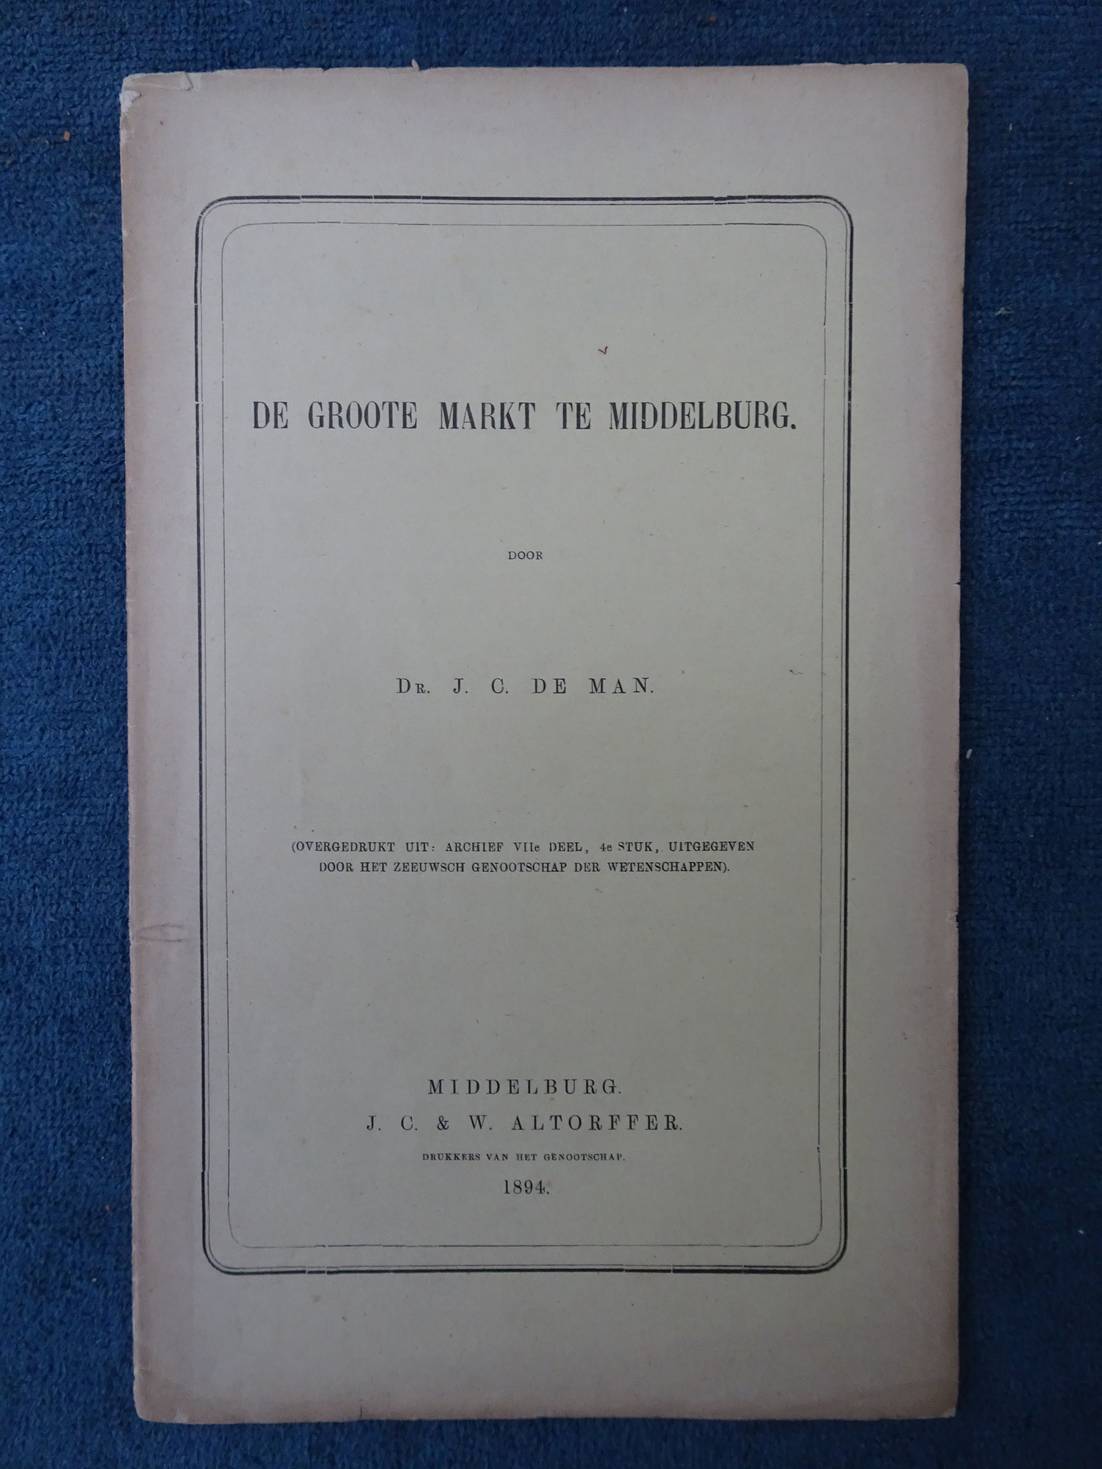 DE GROOTE MARKT TE MIDDELBURG.
DOOR
DR. J. C. DE MAN.
(OVERGEDRUKT UIT: ARCHIEF VIIe DEEL, 4e STUK, UITGEGEVEN
DOOR HET ZEEUWSCH GENOOTSCHAP DER WETENSCHAPPEN).
MIDDELBURG.
J. C. & W. ALTORFFER.
DRUKKERS VAN HET GENOOTSCHAP.
1894.